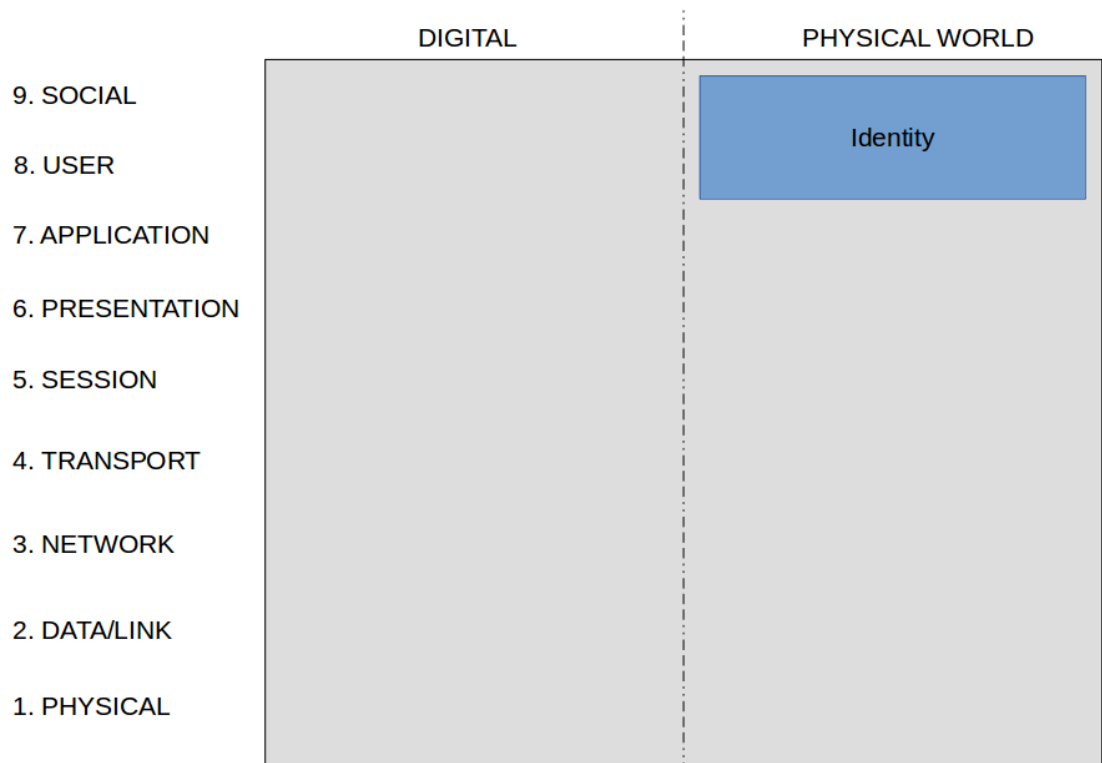 DIGITAL
PHYSICAL WORLD
9. SOCIAL
Identity
8. USER
7. APPLICATION
6. PRESENTATION
5. SESSION
4. TRANSPORT
3. NETWORK
2. DATA/LINK
1. PHYSICAL